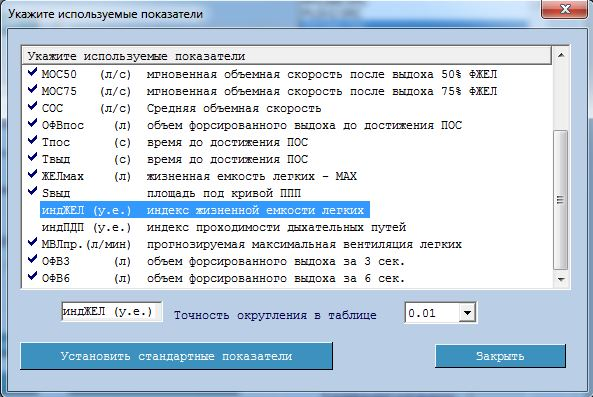 Укажите используемые показатели
Укажите используемые показатели
МОС50 (л/с) мгновенная объемная скорость после выдоха 50% ФЖЕЛ
МОС75 (л/с) мгновенная объемная скорость после выдоха 75% ФЖЕЛ
СОС (л/с) Средняя объемная скорость
ОФВпос (л) объем форсированного выдоха до достижения ПОС
Тпос (с) время до достижения ПОС
Твыд (с) время до достижения ПОС
ЖЕЛмах (л) жизненная емкость легких - МАХ
Sвыд площадь под кривой ППП
индЖЕЛ (у.е.) индекс жизненной емкости легких
индПДП (у.е.) индекс проходимости дыхательных путей
МВЛпр.(л/мин) прогнозируемая максимальная вентиляция легких
ОФВ3 (л) объем форсированного выдоха за 3 сек.
ОФВ6 (л) объем форсированного выдоха за 6 сек.
индЖЕЛ (у.е.) Точность округления в таблице 0.01
Установить стандартные показатели Закрыть